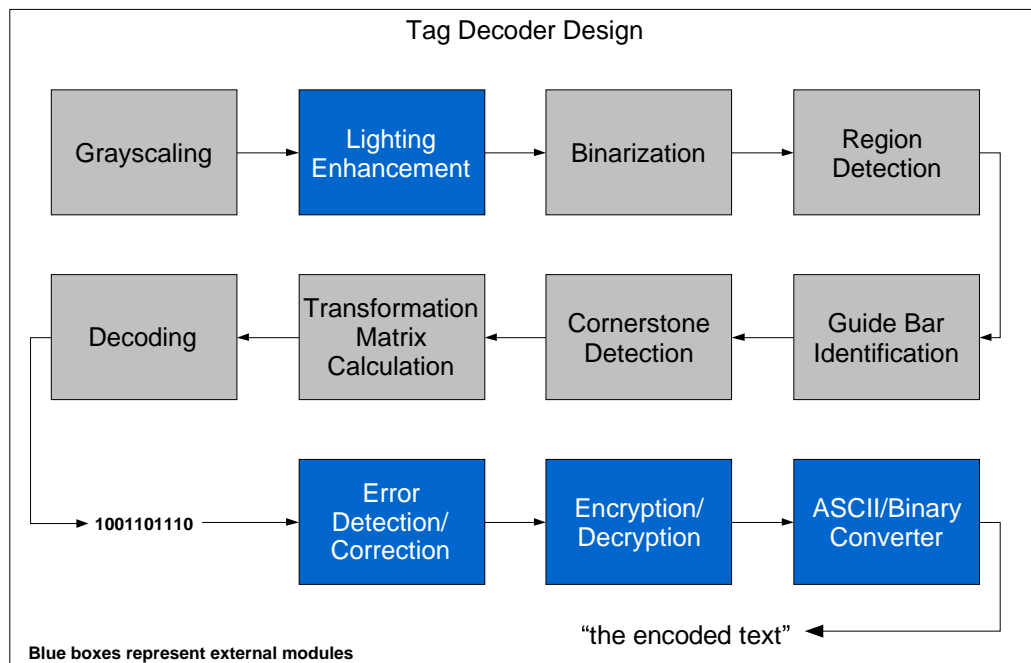 Tag Decoder Design
Grayscaling
Lighting
Enhancement
Binarization
Region
Detection
Decoding
Transformation
Matrix
Calculation
Cornerstone
Detection
Guide Bar
Identification
1001101110
Error
Detection/
Correction
Encryption/
Decryption
ASCII/Binary
Converter
“the encoded text”
Blue boxes represent external modules